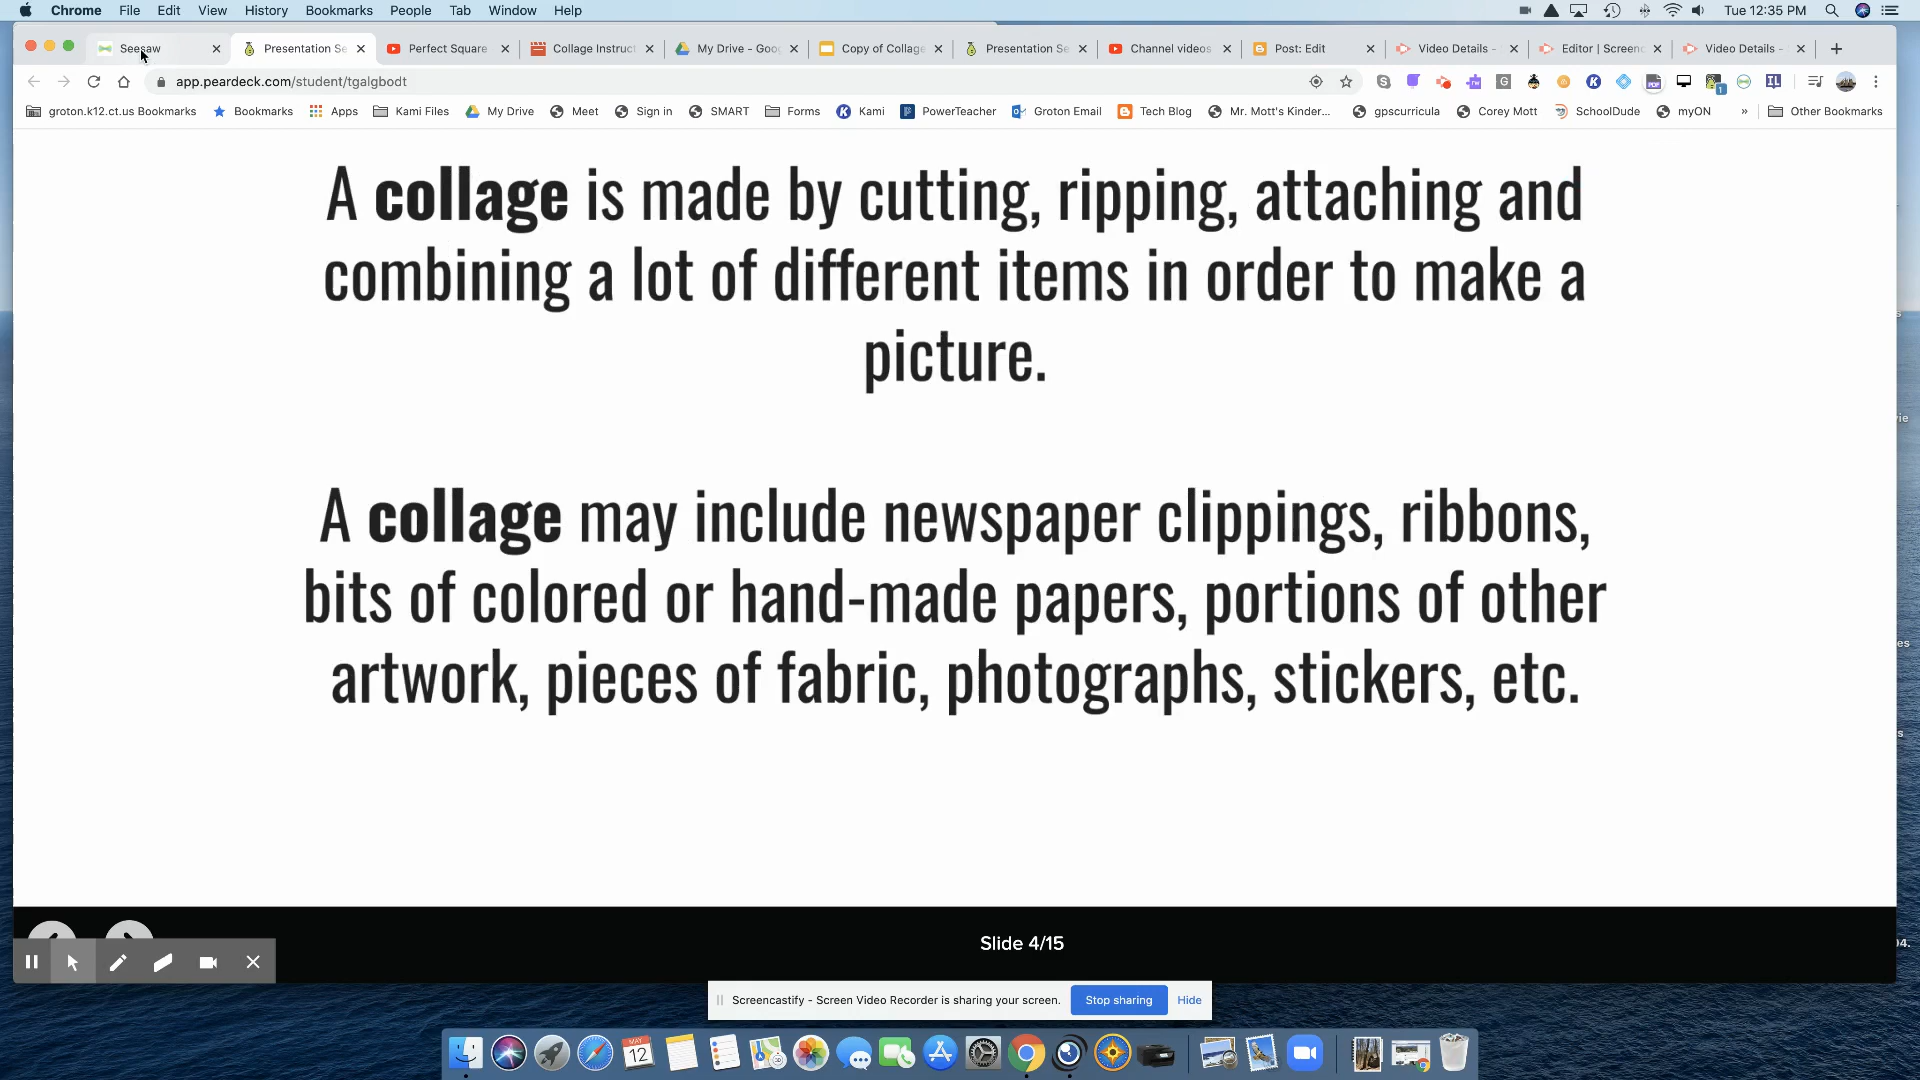 Chrome File Edit View History Bookmarks People Tab Window Help Tue 12:35 PM
Seesaw Presentation Se Perfect Square Collage Instruct My Drive - Goo Copy of Collage Presentation Se Channel videos Post: Edit Video Details - Editor | Screenc Video Details -
app.peardeck.com/student/tgalgbodt
groton.k12.ct.us Bookmarks Bookmarks Apps Kami Files My Drive Meet Sign in SMART Forms Kami PowerTeacher Groton Email Tech Blog Mr. Mott's Kinder... gpscurricula Corey Mott SchoolDude myON » Other Bookmarks
A collage is made by cutting, ripping, attaching and
combining a lot of different items in order to make a
picture.
A collage may include newspaper clippings, ribbons,
bits of colored or hand-made papers, portions of other
artwork, pieces of fabric, photographs, stickers, etc.
Slide 4/15
Screencastify - Screen Video Recorder is sharing your screen. Stop sharing Hide
MAY
12